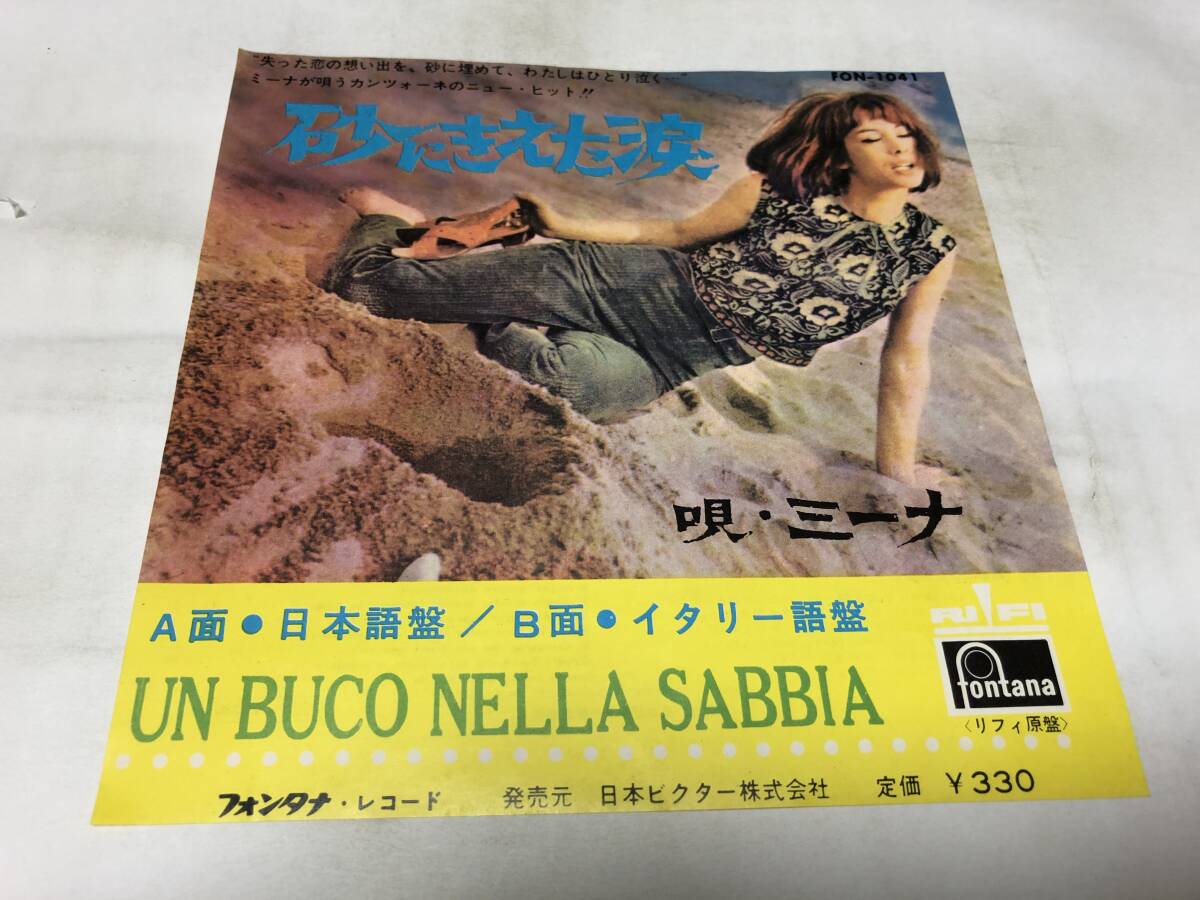 “失った恋の想い出を、砂に埋めて、わたしはひとり泣く…”
FON-1041
ミーナが唄うカンツォーネのニュー・ヒット!!
砂にきえた涙
唄・ミーナ
A面●日本語盤/B面●イタリー語盤
RIFI
fontana
UN BUCO NELLA SABBIA
〈リフィ原盤〉
フォンタナ・レコード 発売元 日本ビクター株式会社 定価 ¥330